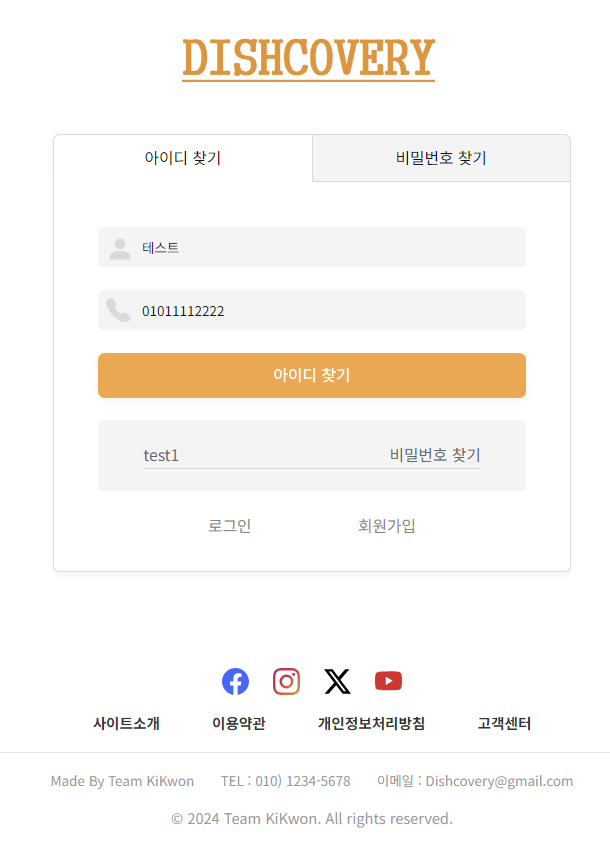 DISHCOVERY
아이디 찾기 비밀번호 찾기
테스트
01011112222
아이디 찾기
test1 비밀번호 찾기
로그인 회원가입
사이트소개 이용약관 개인정보처리방침 고객센터
Made By Team KiKwon TEL : 010) 1234-5678 이메일 : Dishcovery@gmail.com
© 2024 Team KiKwon. All rights reserved.